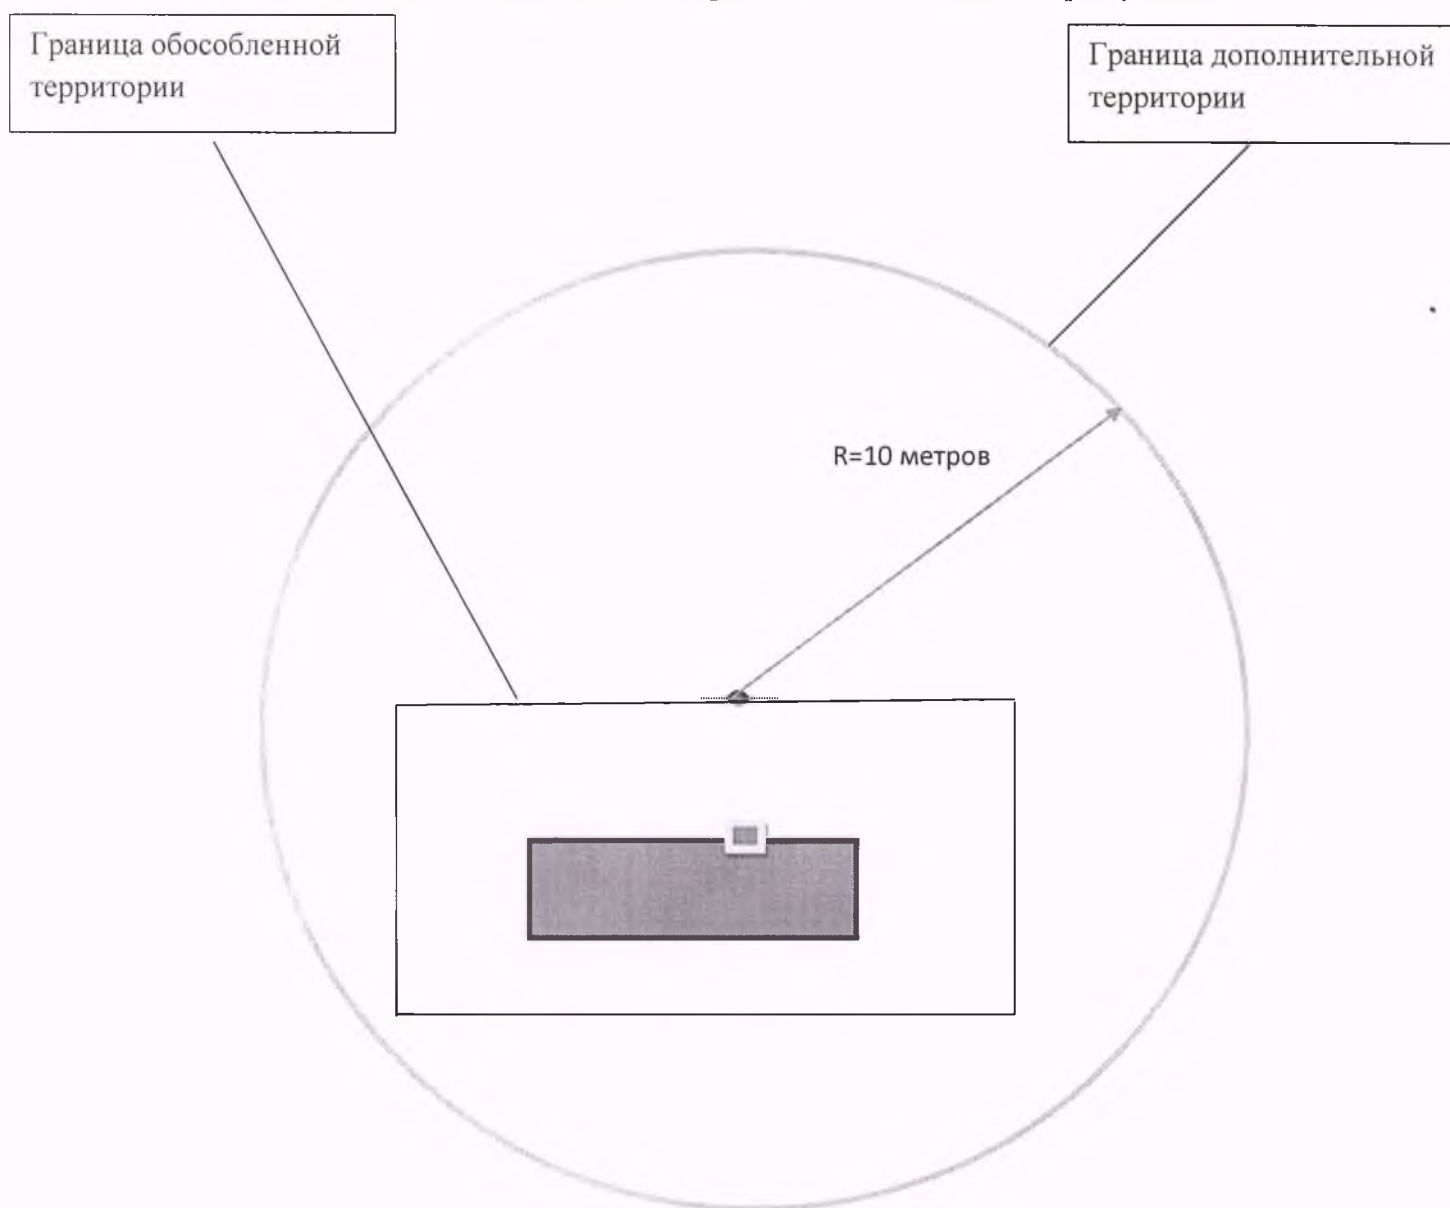 Граница обособленной
территории
Граница дополнительной
территории
R=10 метров